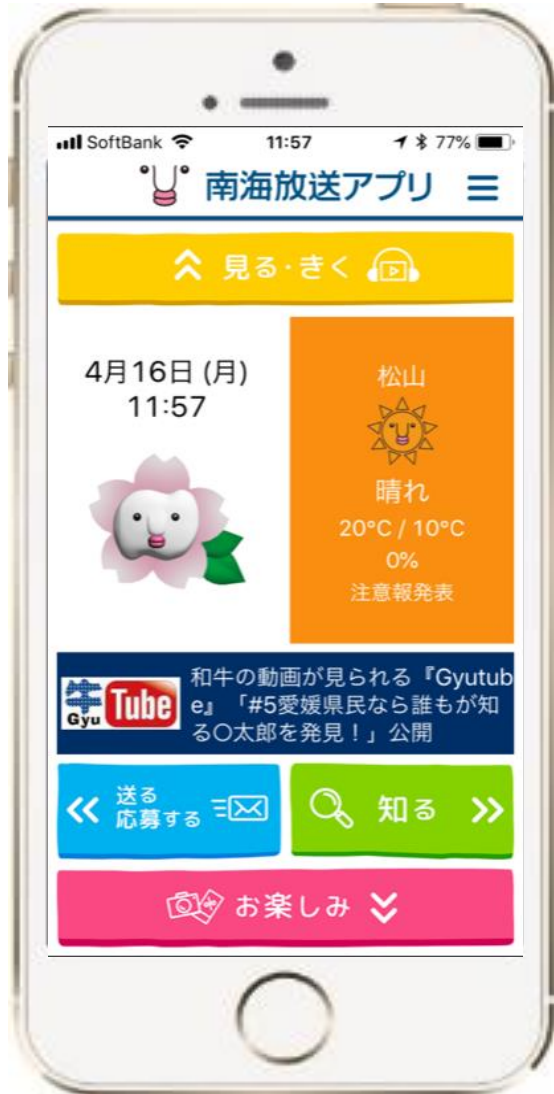 SoftBank 11:57 77%
南海放送アプリ
見る・きく
4月16日 (月)
11:57
松山
晴れ
20°C / 10°C
0%
注意報発表
牛
Gyu Tube
和牛の動画が見られる『Gyutub
e』「#5愛媛県民なら誰もが知
る〇太郎を発見！」公開
送る
応募する
知る
お楽しみ